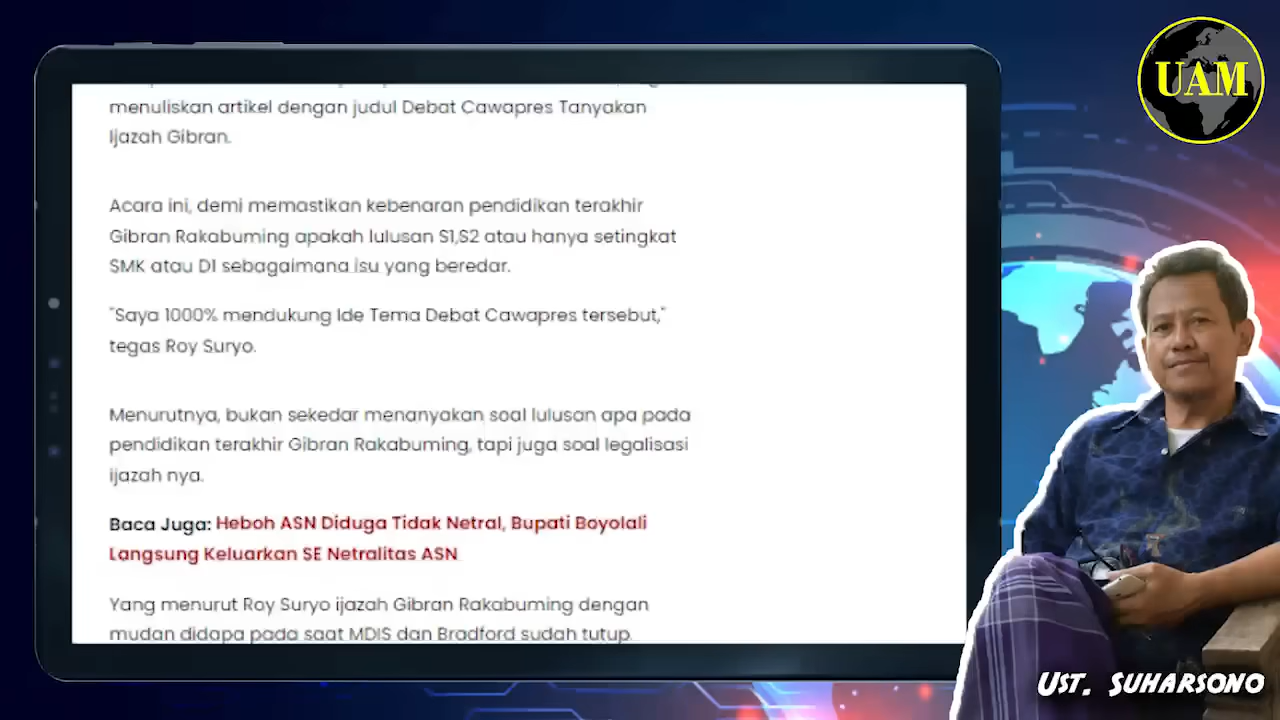 menuliskan artikel dengan judul Debat Cawapres Tanyakan
Ijazah Gibran.
Acara ini, demi memastikan kebenaran pendidikan terakhir
Gibran Rakabuming apakah lulusan S1,S2 atau hanya setingkat
SMK atau D1 sebagaimana isu yang beredar.
"Saya 1000% mendukung Ide Tema Debat Cawapres tersebut,"
tegas Roy Suryo.
Menurutnya, bukan sekedar menanyakan soal lulusan apa pada
pendidikan terakhir Gibran Rakabuming, tapi juga soal legalisasi
ijazah nya.
Baca Juga: Heboh ASN Diduga Tidak Netral, Bupati Boyolali
Langsung Keluarkan SE Netralitas ASN
Yang menurut Roy Suryo ijazah Gibran Rakabuming dengan
mudan didapa pada saat MDIS dan Bradford sudah tutup.
UAM
Ust. Suharsono